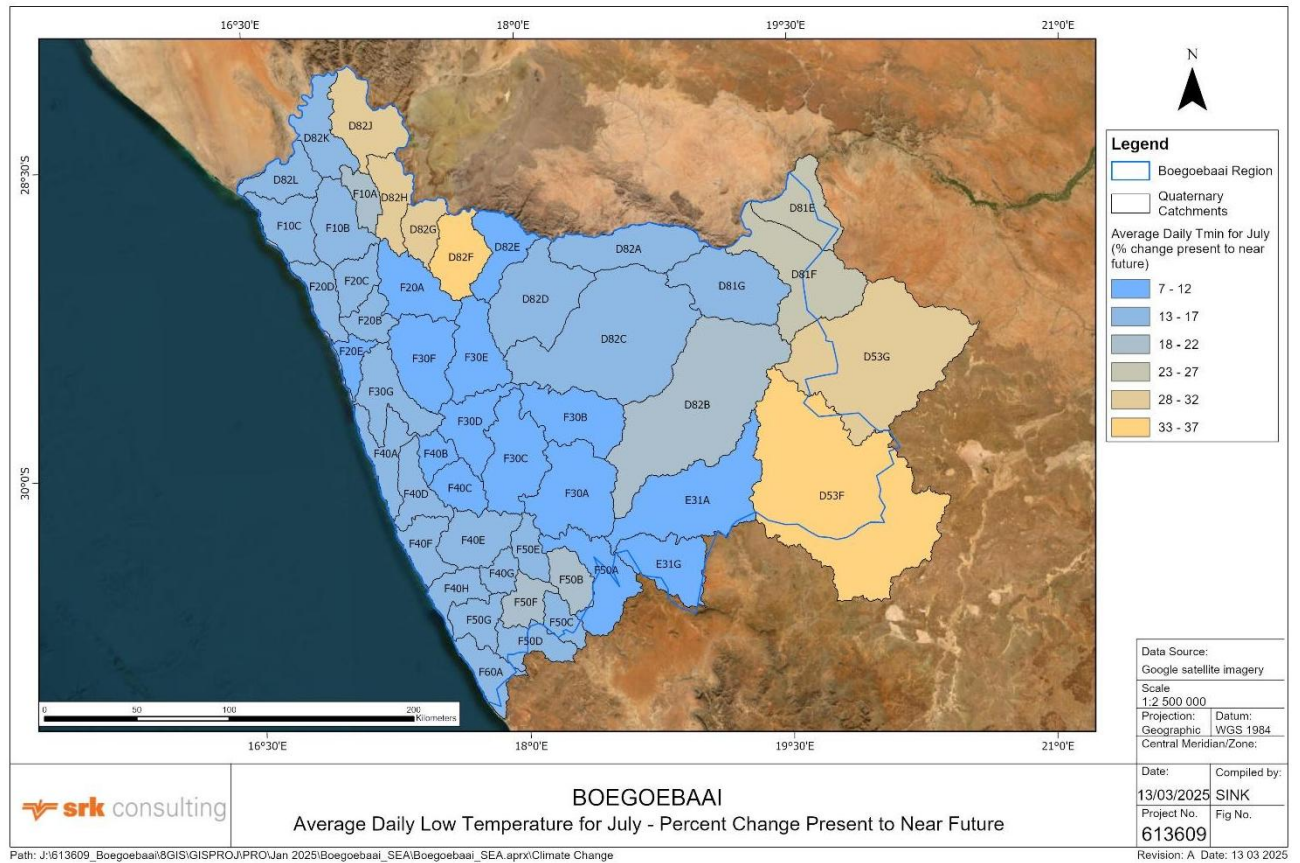 16°30'E 18°0'E 19°30'E 21°0'E
28°30'S
30°0'S
N
Legend
Boegoebaai Region
Quaternary
Catchments
Average Daily Tmin for July
(% change present to near
future)
7 - 12
13 - 17
18 - 22
23 - 27
28 - 32
33 - 37
D82J
D82K
D82L
F10A
D82H
F10C
F10B
D82G
D82F
D82E
D82A
D81E
D81F
D81G
F20D
F20C
F20A
D82D
F20B
D82C
F20E
F30F
F30E
D53G
F30G
D82B
F30D
F30B
F40A
F40B
F30C
F40D
F40C
F30A
E31A
D53F
F40F
F40E
F50E
F40G
F50B
F50A
E31G
F40H
F50F
F50G
F50C
F50D
F60A
0 50 100 200
Kilometers
16°30'E 18°0'E 19°30'E 21°0'E
Data Source:
Google satellite imagery
Scale
1:2 500 000
Projection: Datum:
Geographic WGS 1984
Central Meridian/Zone:
Date: Compiled by:
13/03/2025 SINK
Project No. Fig No.
613609
srk consulting
BOEGOEBAAI
Average Daily Low Temperature for July - Percent Change Present to Near Future
Path: J:\613609_Boegoebaai\8GIS\GISPROJ\PRO\Jan 2025\Boegoebaai_SEA\Boegoebaai_SEA.aprx\Climate Change
Revision: A Date: 13 03 2025